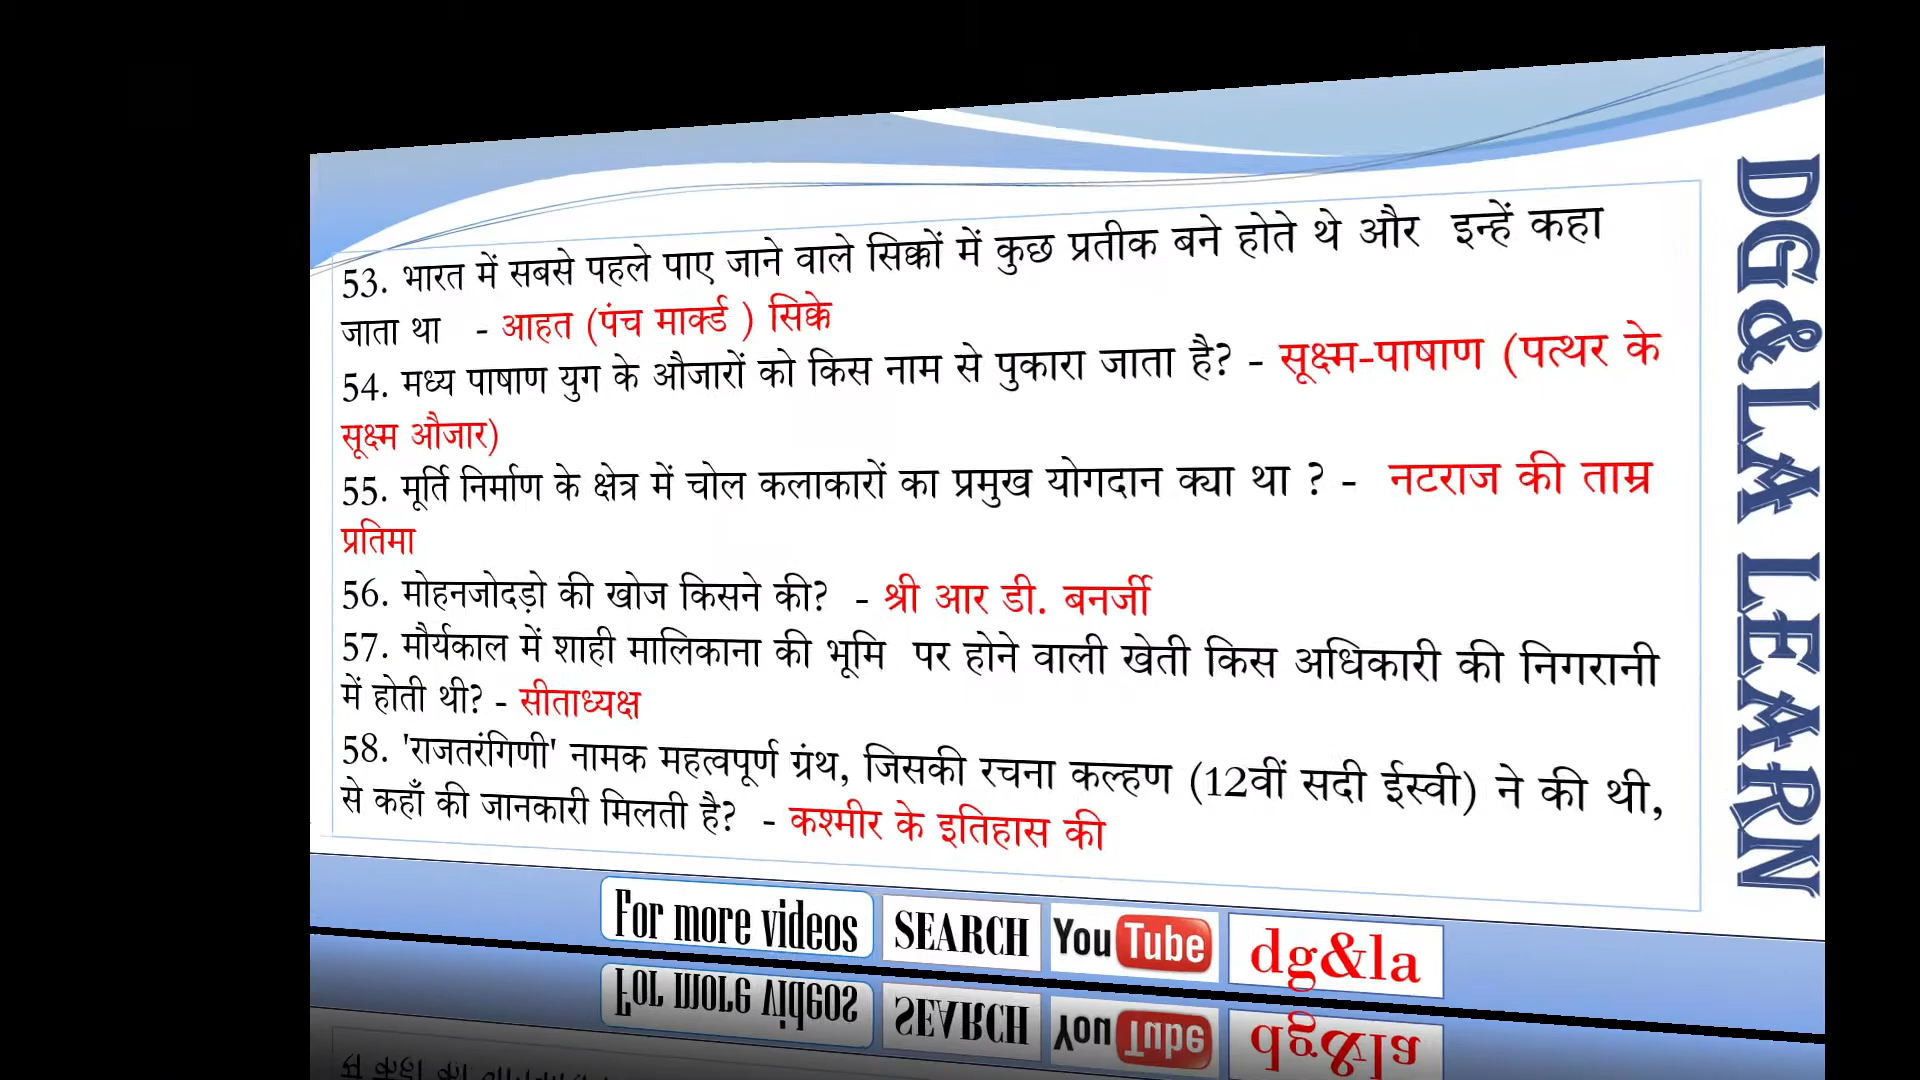 53. भारत में सबसे पहले पाए जाने वाले सिक्कों में कुछ प्रतीक बने होते थे और इन्हें कहा
जाता था - आहत (पंच मार्क्ड ) सिक्के
54. मध्य पाषाण युग के औजारों को किस नाम से पुकारा जाता है? - सूक्ष्म-पाषाण (पत्थर के
सूक्ष्म औजार)
55. मूर्ति निर्माण के क्षेत्र में चोल कलाकारों का प्रमुख योगदान क्या था ? - नटराज की ताम्र
प्रतिमा
56. मोहनजोदड़ो की खोज किसने की? - श्री आर डी. बनर्जी
57. मौर्यकाल में शाही मालिकाना की भूमि पर होने वाली खेती किस अधिकारी की निगरानी
में होती थी? - सीताध्यक्ष
58. 'राजतरंगिणी' नामक महत्वपूर्ण ग्रंथ, जिसकी रचना कल्हण (12वीं सदी ईस्वी) ने की थी,
से कहाँ की जानकारी मिलती है? - कश्मीर के इतिहास की
DG&LA LEARN
For more videos SEARCH YouTube dg&la